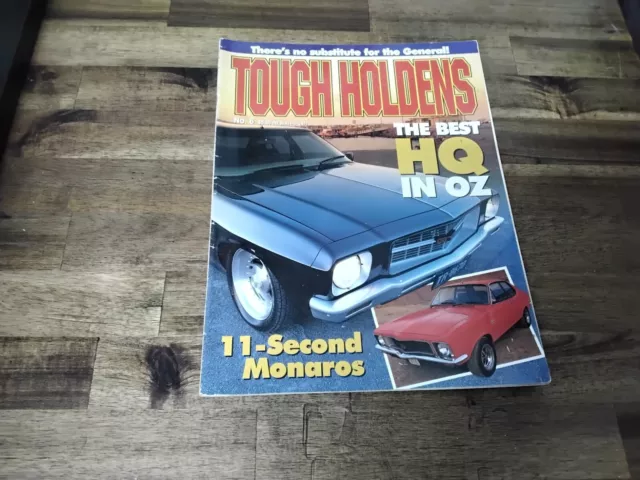 There's no substitute for the General!
TOUGH HOLDENS
THE BEST
HQ
IN OZ
11-Second
Monaros